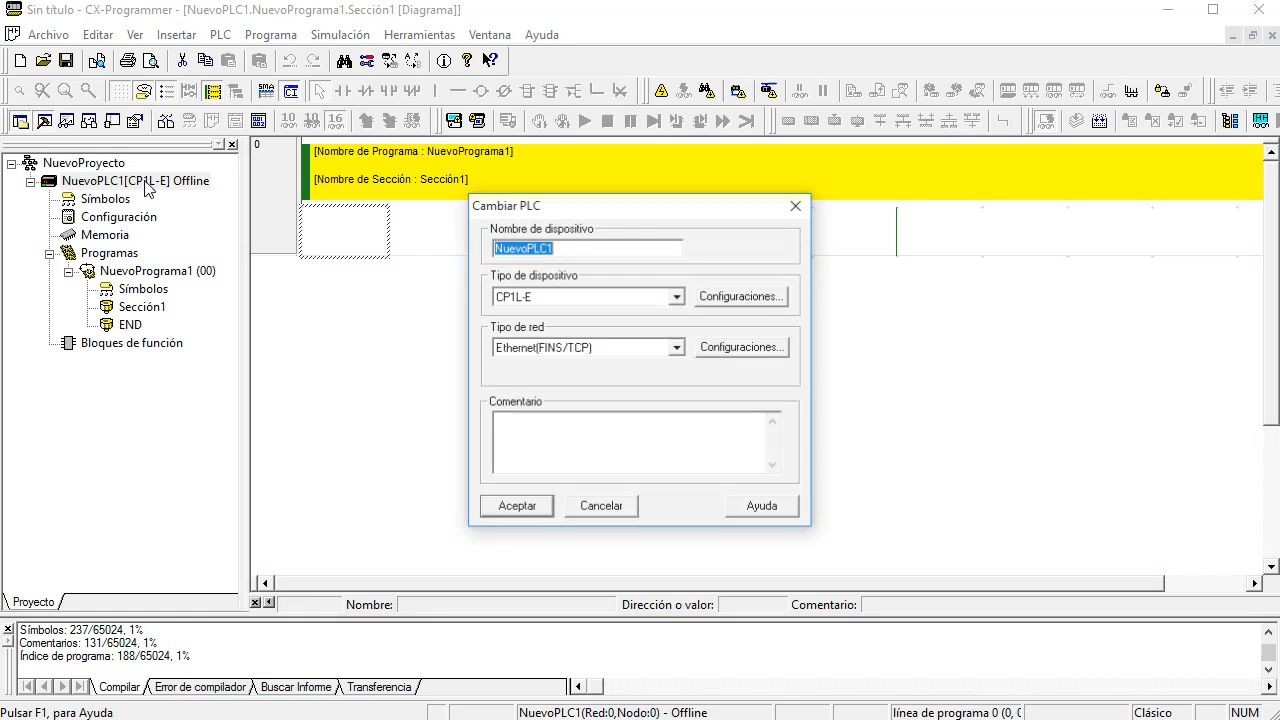 Sin título - CX-Programmer - [NuevoPLC1.NuevoPrograma1.Sección1 [Diagrama]]
Archivo Editar Ver Insertar PLC Programa Simulación Herramientas Ventana Ayuda
SMA
10 10 16
NuevoProyecto
NuevoPLC1[CP1L-E] Offline
Símbolos
Configuración
Memoria
Programas
NuevoPrograma1 (00)
Símbolos
Sección1
END
Bloques de función
Proyecto
0
[Nombre de Programa : NuevoPrograma1]
[Nombre de Sección : Sección1]
Cambiar PLC
Nombre de dispositivo
NuevoPLC1
Tipo de dispositivo
CP1L-E Configuraciones...
Tipo de red
Ethernet(FINS/TCP) Configuraciones...
Comentario
Aceptar Cancelar Ayuda
Nombre: Dirección o valor: Comentario:
Símbolos: 237/65024, 1%
Comentarios: 131/65024, 1%
Índice de programa: 188/65024, 1%
Compilar Error de compilador Buscar Informe Transferencia
Pulsar F1, para Ayuda NuevoPLC1(Red:0,Nodo:0) - Offline línea de programa 0 (0, 0 Clásico NUM